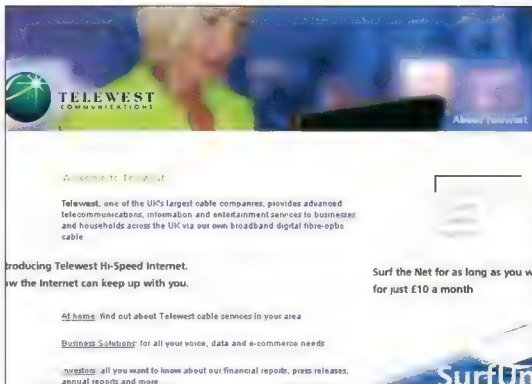 TELEWEST
COMMUNICATIONS
About Telewest
Telewest, one of the UK's largest cable companies, provides advanced
telecommunications, information and entertainment services to businesses
and households across the UK via our own broadband digital fibre-optic
cable
troducing Telewest Hi-Speed Internet.
ow the Internet can keep up with you.
Surf the Net for as long as you w
for just £10 a month
At home: find out about Telewest cable services in your area
Business Solutions: for all your voice, data and e-commerce needs
Investors: all you want to know about our financial reports, press releases,
annual reports and more
SurfUn